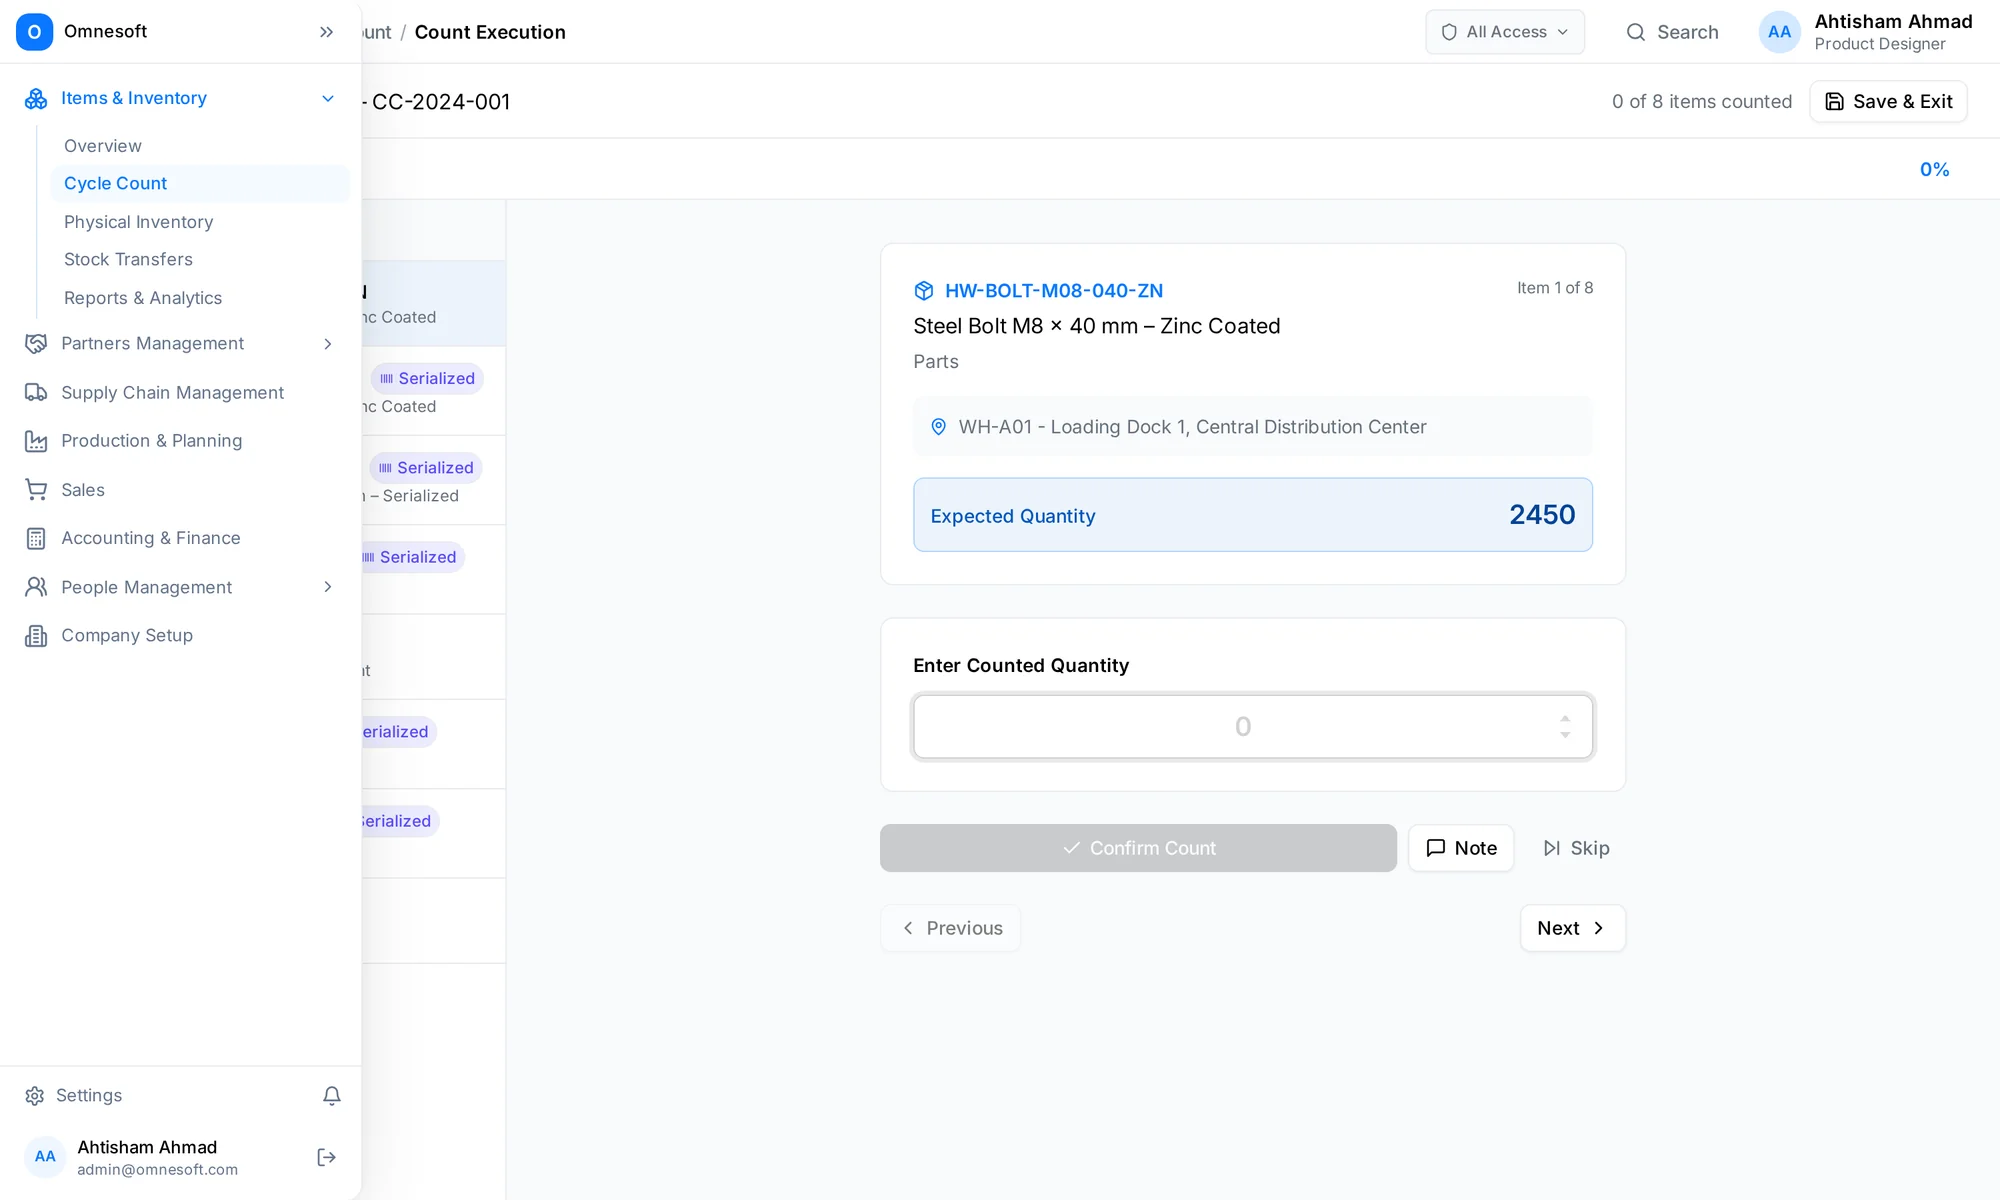 O Omnesoft
Items & Inventory
Overview
Cycle Count
Physical Inventory
Stock Transfers
Reports & Analytics
Partners Management
Supply Chain Management
Production & Planning
Sales
Accounting & Finance
People Management
Company Setup
Settings
AA Ahtisham Ahmad
admin@omnesoft.com
/ Count Execution
All Access
Search
AA Ahtisham Ahmad
Product Designer
- CC-2024-001
0 of 8 items counted
Save & Exit
0%
Coated
Serialized
Coated
Serialized
– Serialized
Serialized
erialized
Serialized
HW-BOLT-M08-040-ZN
Item 1 of 8
Steel Bolt M8 × 40 mm – Zinc Coated
Parts
WH-A01 - Loading Dock 1, Central Distribution Center
Expected Quantity 2450
Enter Counted Quantity
0
Confirm Count
Note
Skip
Previous
Next